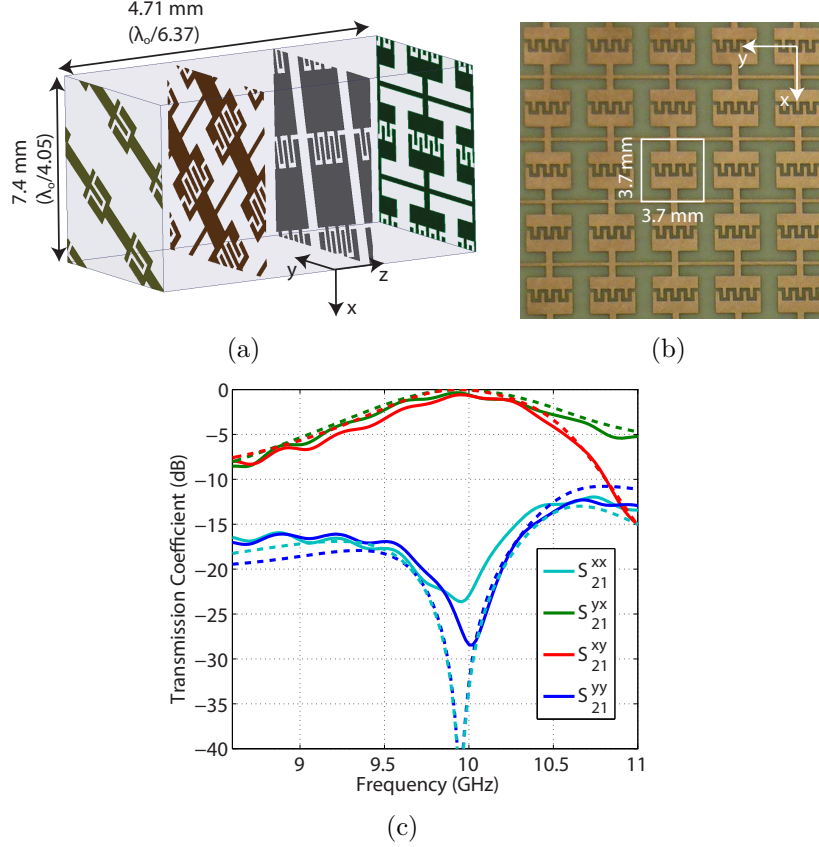 4.71 mm
(λₒ/6.37)
7.4 mm
(λₒ/4.05)
y
z
x
(a)
y
x
3.7 mm
3.7 mm
(b)
Transmission Coefficient (dB)
0
−5
−10
−15
−20
−25
−30
−35
−40
9
9.5
10
10.5
11
Frequency (GHz)
S₂₁ˣˣ
S₂₁ʸˣ
S₂₁ˣʸ
S₂₁ʸʸ
(c)